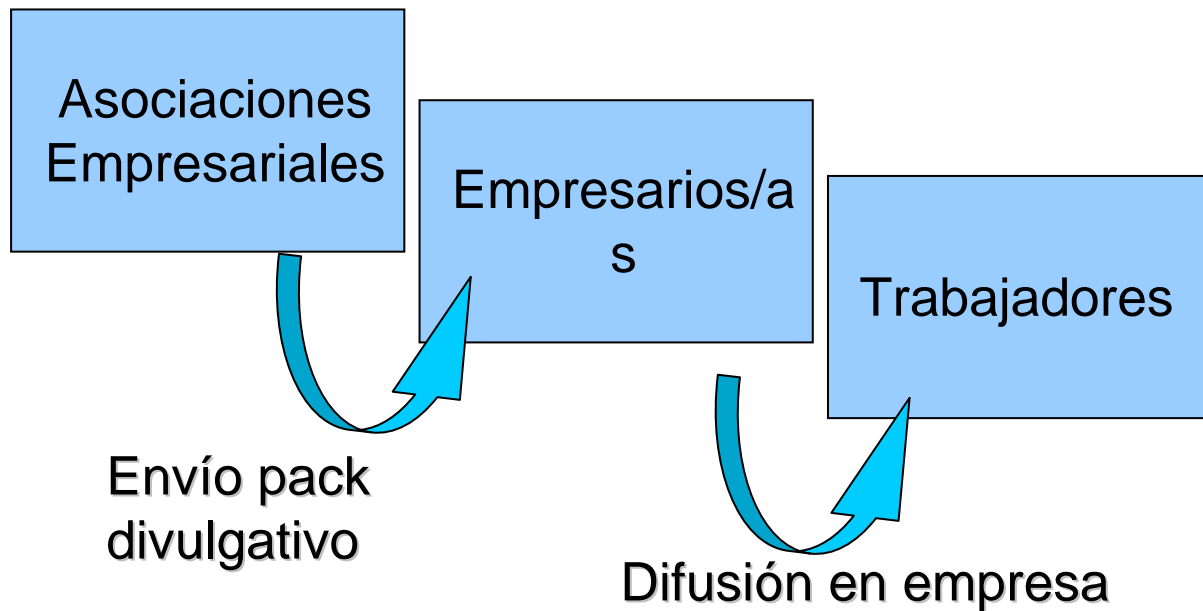 Asociaciones
Empresariales
Empresarios/a
s
Trabajadores
Envío pack
divulgativo
Difusión en empresa